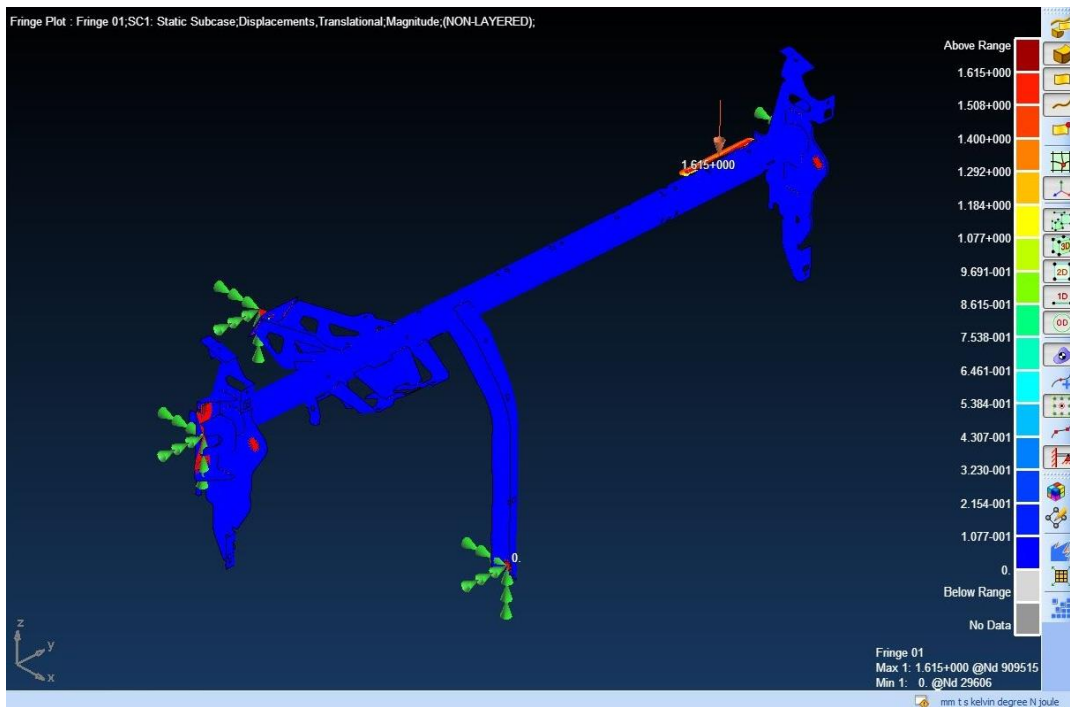 Fringe Plot : Fringe 01;SC1: Static Subcase;Displacements,Translational;Magnitude;(NON-LAYERED);
Above Range
1.615+000
1.508+000
1.400+000
1.292+000
1.184+000
1.077+000
9.691-001
8.615-001
7.538-001
6.461-001
5.384-001
4.307-001
3.230-001
2.154-001
1.077-001
0.
Below Range
No Data
1.615+000
0.
z
y
x
3D
2D
1D
0D
Fringe 01
Max 1: 1.615+000 @Nd 909515
Min 1: 0. @Nd 29606
mm t s kelvin degree N joule